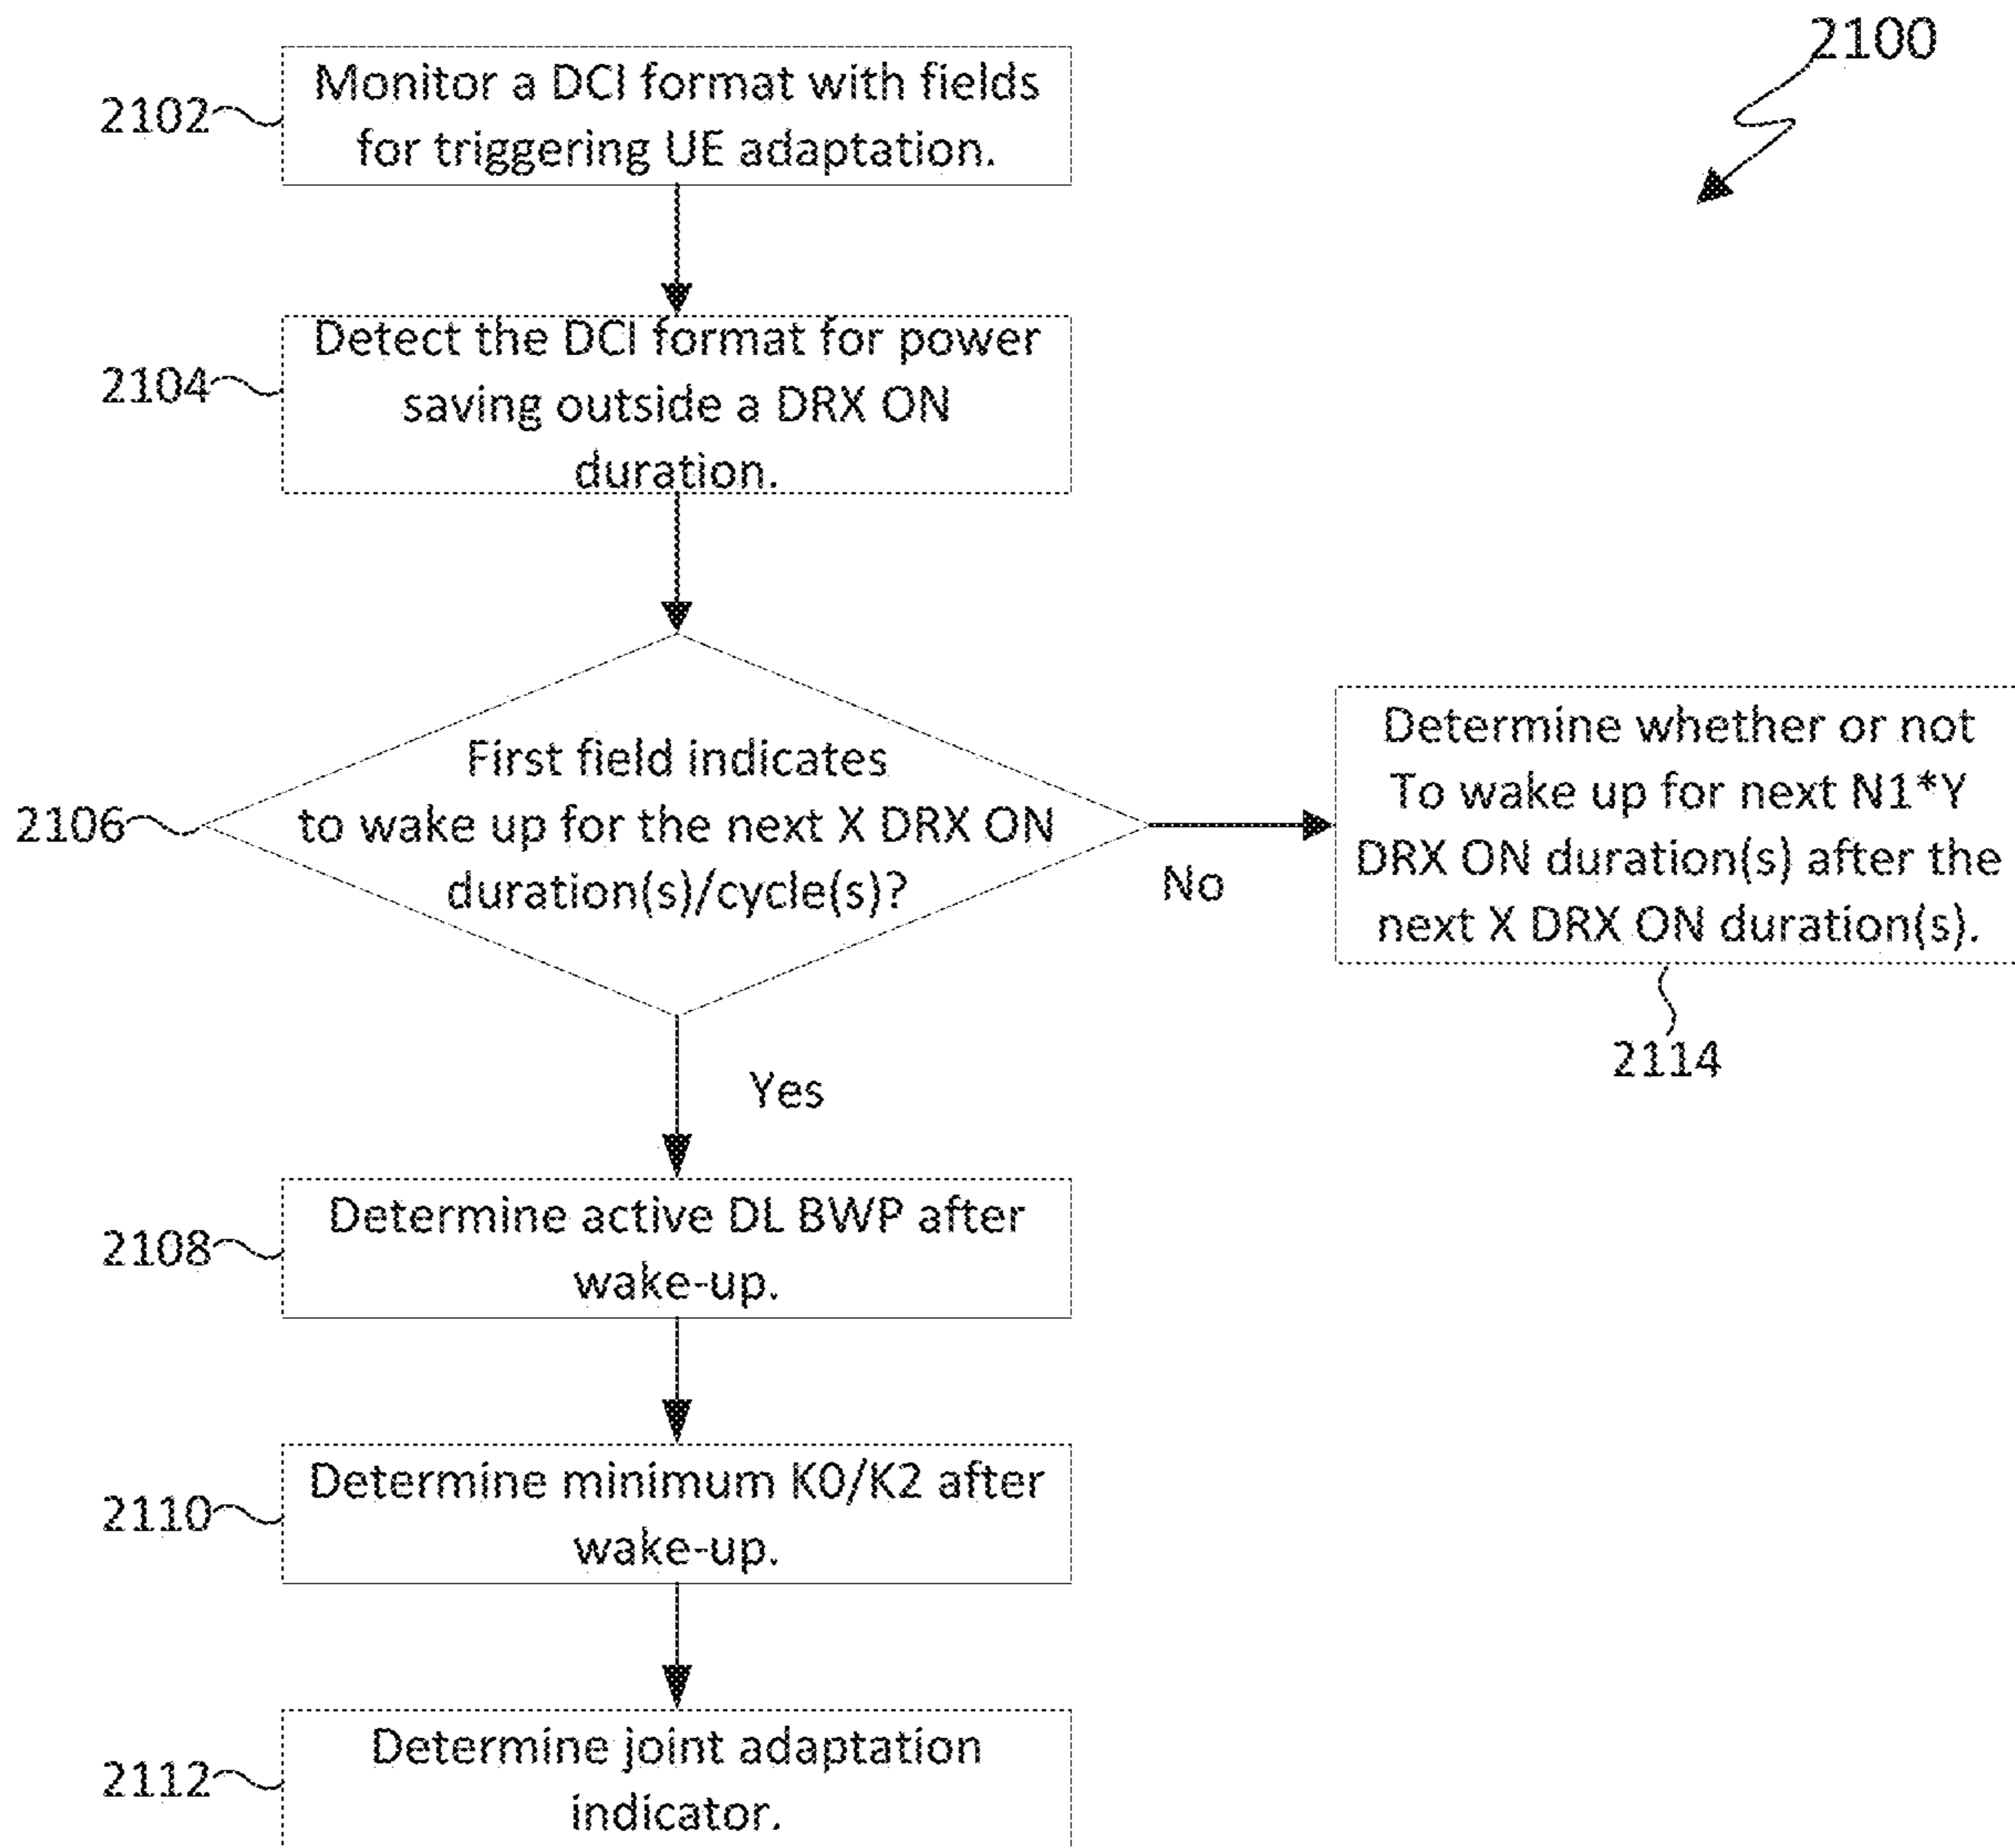 2100
2102
Monitor a DCI format with fields
for triggering UE adaptation.
2104
Detect the DCI format for power
saving outside a DRX ON
duration.
2106
First field indicates
to wake up for the next X DRX ON
duration(s)/cycle(s)?
No
Determine whether or not
To wake up for next N1*Y
DRX ON duration(s) after the
next X DRX ON duration(s).
2114
Yes
2108
Determine active DL BWP after
wake-up.
2110
Determine minimum K0/K2 after
wake-up.
2112
Determine joint adaptation
indicator.